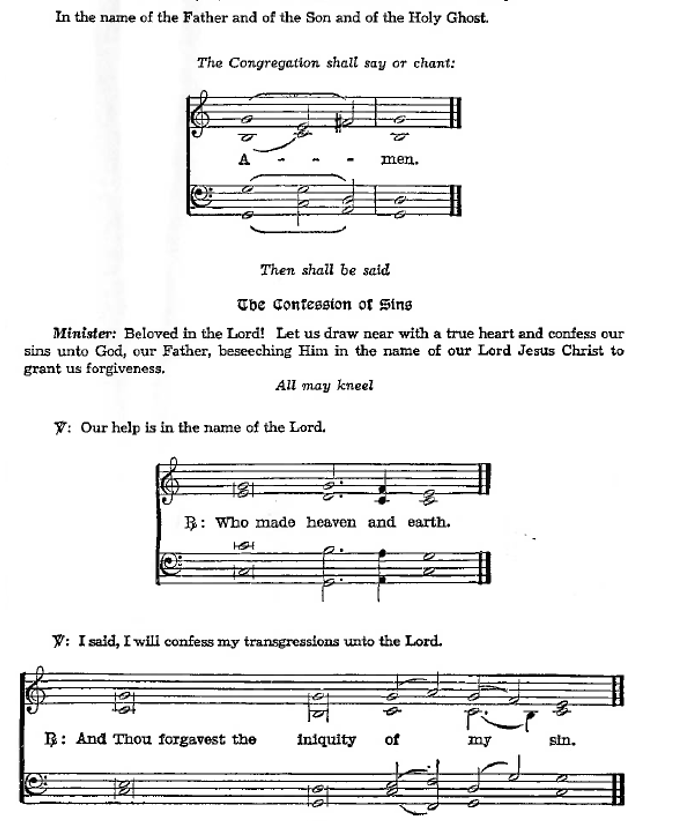 In the name of the Father and of the Son and of the Holy Ghost.
The Congregation shall say or chant:
A - - - men.
Then shall be said
The Confession of Sins
Minister: Beloved in the Lord! Let us draw near with a true heart and confess our
sins unto God, our Father, beseeching Him in the name of our Lord Jesus Christ to
grant us forgiveness.
All may kneel
℣: Our help is in the name of the Lord.
℟: Who made heaven and earth.
℣: I said, I will confess my transgressions unto the Lord.
℟: And Thou forgavest the iniquity of my sin.